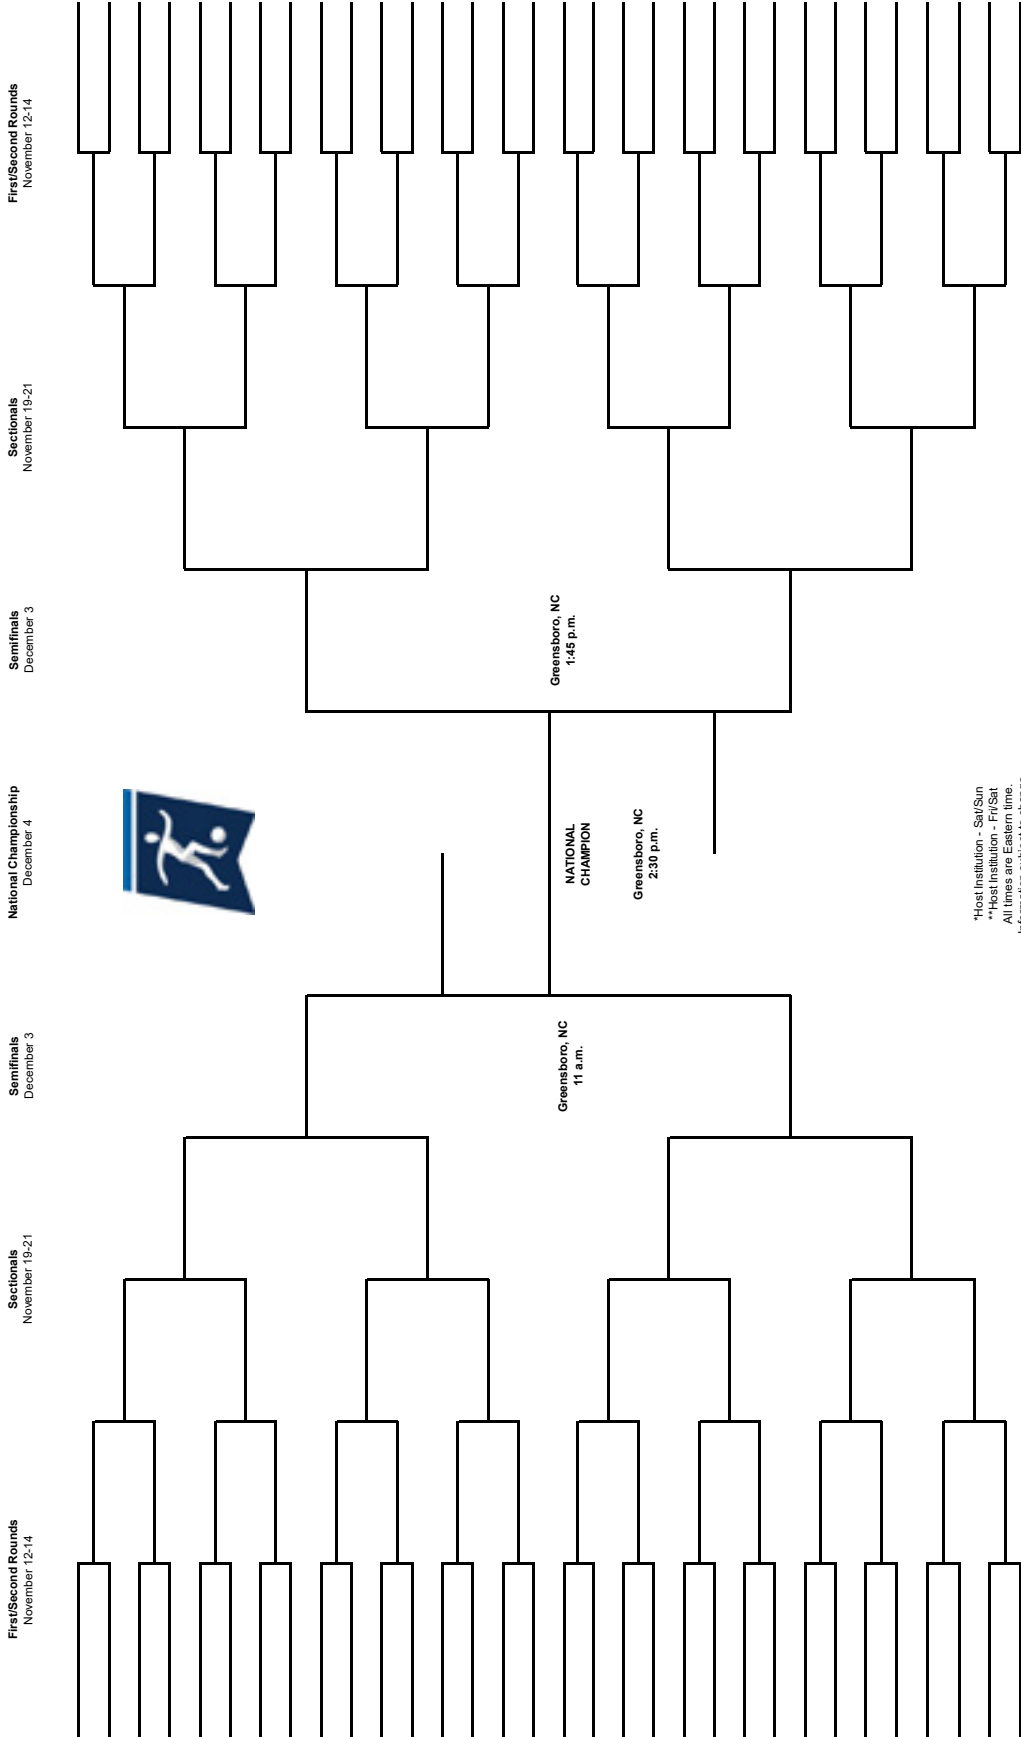 First/Second Rounds
November 12-14
Sectionals
November 19-21
Semifinals
December 3
National Championship
December 4
Semifinals
December 3
Sectionals
November 19-21
First/Second Rounds
November 12-14
Greensboro, NC
11 a.m.
NATIONAL
CHAMPION
Greensboro, NC
2:30 p.m.
Greensboro, NC
1:45 p.m.
*Host Institution - Sat/Sun
**Host Institution - Fri/Sat
All times are Eastern time.